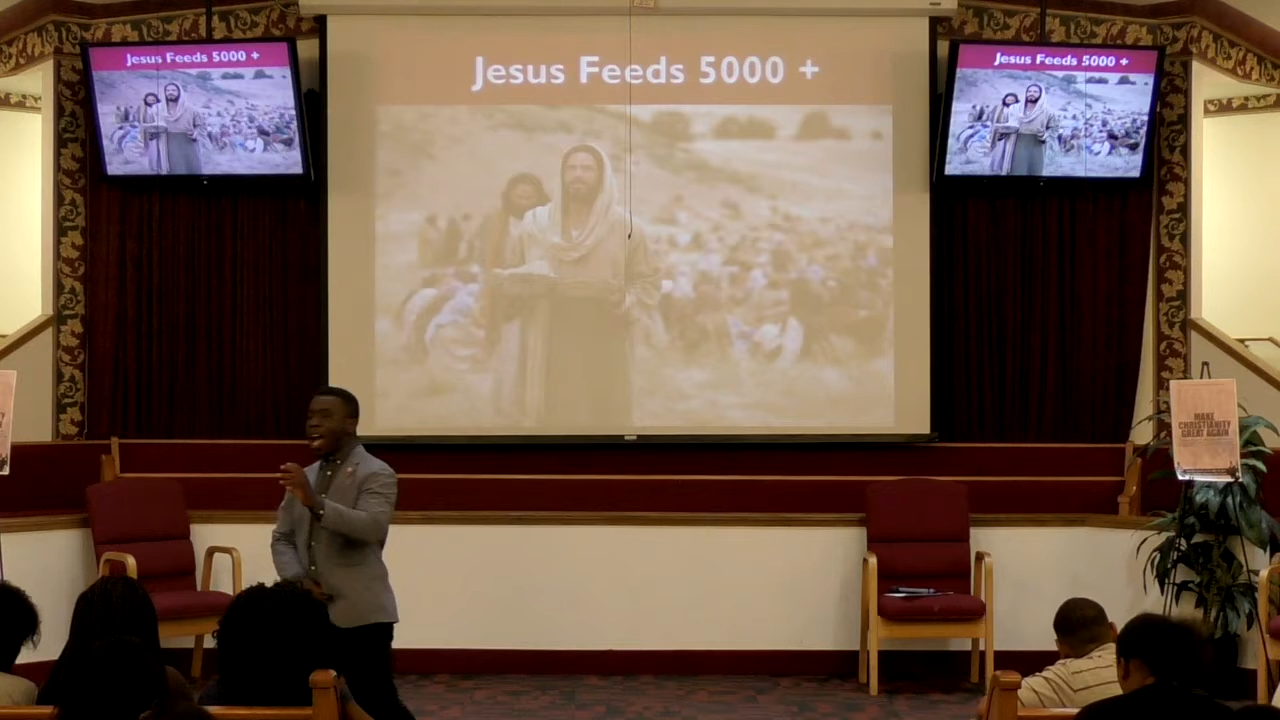 Jesus Feeds 5000 +
Jesus Feeds 5000 +
Jesus Feeds 5000 +
MAKE
CHRISTIANITY
GREAT AGAIN